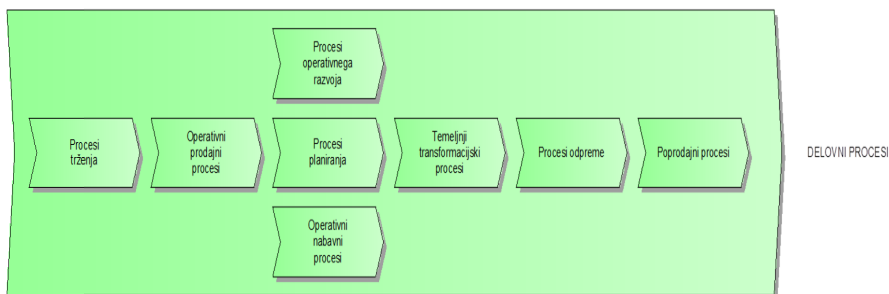 Procesi
operativnega
razvoja
Procesi
trženja
Operativni
prodajni
procesi
Procesi
planiranja
Temeljnji
transformacijski
procesi
Procesi odpreme
Poprodajni procesi
DELOVNI PROCESI
Operativni
nabavni
procesi